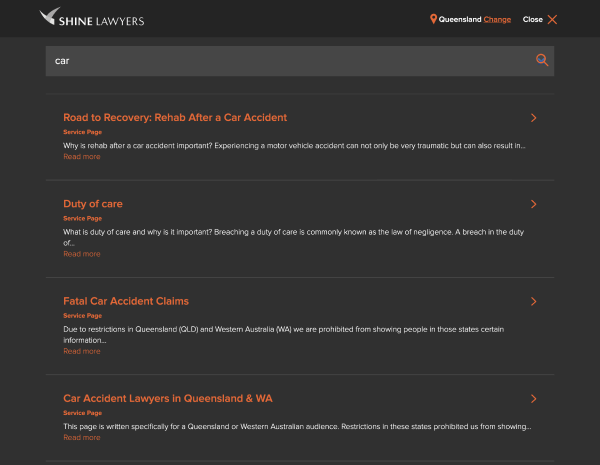 SHINE LAWYERS
Queensland Change Close
car
Road to Recovery: Rehab After a Car Accident
Service Page
Why is rehab after a car accident important? Experiencing a motor vehicle accident can not only be very traumatic but can also result in...
Read more
Duty of care
Service Page
What is duty of care and why is it important? Breaching a duty of care is commonly known as the law of negligence. A breach in the duty
of...
Read more
Fatal Car Accident Claims
Service Page
Due to restrictions in Queensland (QLD) and Western Australia (WA) we are prohibited from showing people in those states certain
information...
Read more
Car Accident Lawyers in Queensland & WA
Service Page
This page is written specifically for a Queensland or Western Australian audience. Restrictions in these states prohibited us from showing...
Read more